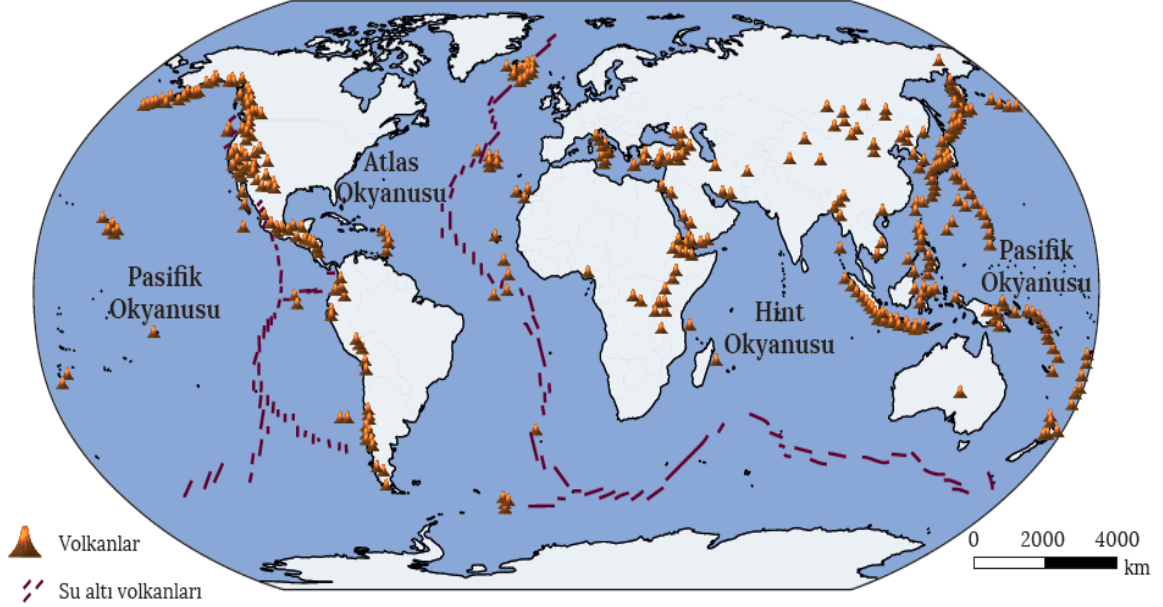 Atlas
Okyanusu
Pasifik
Okyanusu
Pasifik
Okyanusu
Hint
Okyanusu
Volkanlar
Su altı volkanları
0 2000 4000
km